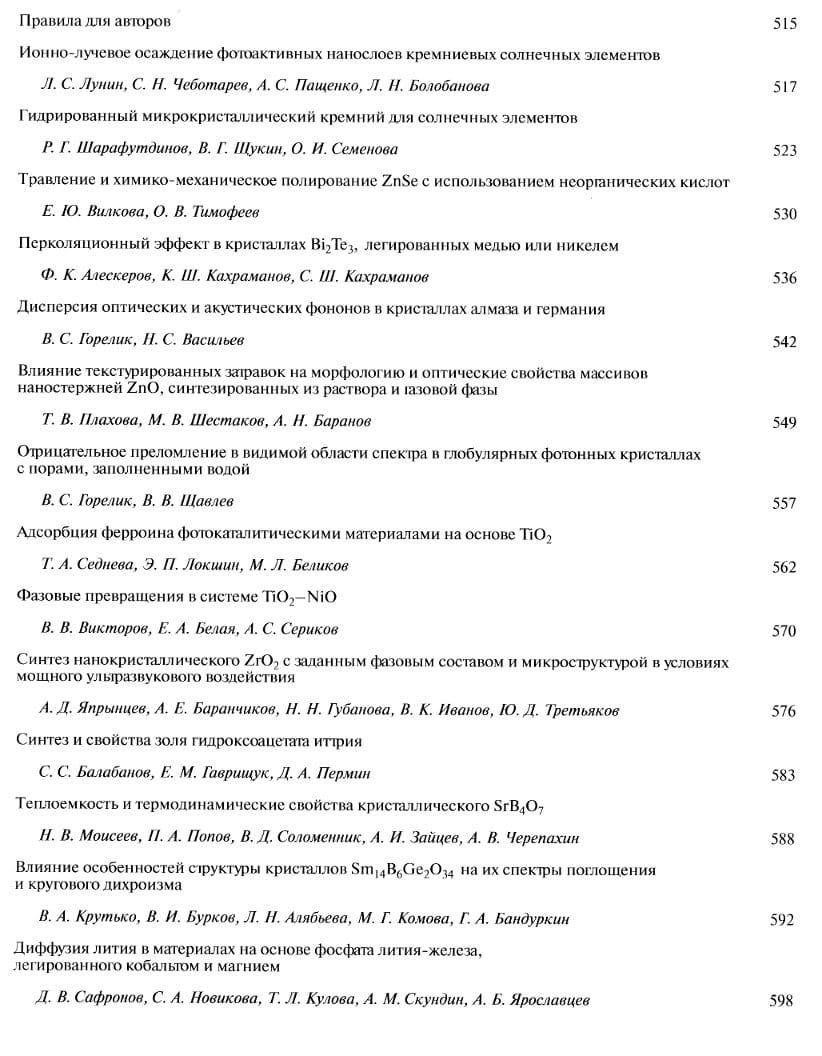 Правила для авторов 515
Ионно-лучевое осаждение фотоактивных нанослоев кремниевых солнечных элементов
Л. С. Лунин, С. Н. Чеботарев, А. С. Пащенко, Л. Н. Болобанова 517
Гидрированный микрокристаллический кремний для солнечных элементов
Р. Г. Шарафутдинов, В. Г. Щукин, О. И. Семенова 523
Травление и химико-механическое полирование ZnSe с использованием неорганических кислот
Е. Ю. Вилкова, О. В. Тимофеев 530
Перколяционный эффект в кристаллах Bi₂Te₃, легированных медью или никелем
Ф. К. Алескеров, К. Ш. Кахраманов, С. Ш. Кахраманов 536
Дисперсия оптических и акустических фононов в кристаллах алмаза и германия
В. С. Горелик, Н. С. Васильев 542
Влияние текстурированных затравок на морфологию и оптические свойства массивов
наностержней ZnO, синтезированных из раствора и газовой фазы
Т. В. Плахова, М. В. Шестаков, А. Н. Баранов 549
Отрицательное преломление в видимой области спектра в глобулярных фотонных кристаллах
с порами, заполненными водой
В. С. Горелик, В. В. Щавлев 557
Адсорбция ферроина фотокаталитическими материалами на основе TiO₂
Т. А. Седнева, Э. П. Локшин, М. Л. Беликов 562
Фазовые превращения в системе TiO₂–NiO
В. В. Викторов, Е. А. Белая, А. С. Сериков 570
Синтез нанокристаллического ZrO₂ с заданным фазовым составом и микроструктурой в условиях
мощного ультразвукового воздействия
А. Д. Япрынцев, А. Е. Баранчиков, Н. Н. Губанова, В. К. Иванов, Ю. Д. Третьяков 576
Синтез и свойства золя гидроксоацетата иттрия
С. С. Балабанов, Е. М. Гаврищук, Д. А. Пермин 583
Теплоемкость и термодинамические свойства кристаллического SrB₄O₇
Н. В. Моисеев, П. А. Попов, В. Д. Соломенник, А. И. Зайцев, А. В. Черепахин 588
Влияние особенностей структуры кристаллов Sm₁₄B₆Ge₂O₃₄ на их спектры поглощения
и кругового дихроизма
В. А. Крутько, В. И. Бурков, Л. Н. Алябьева, М. Г. Комова, Г. А. Бандуркин 592
Диффузия лития в материалах на основе фосфата лития-железа,
легированного кобальтом и магнием
Д. В. Сафронов, С. А. Новикова, Т. Л. Кулова, А. М. Скундин, А. Б. Ярославцев 598